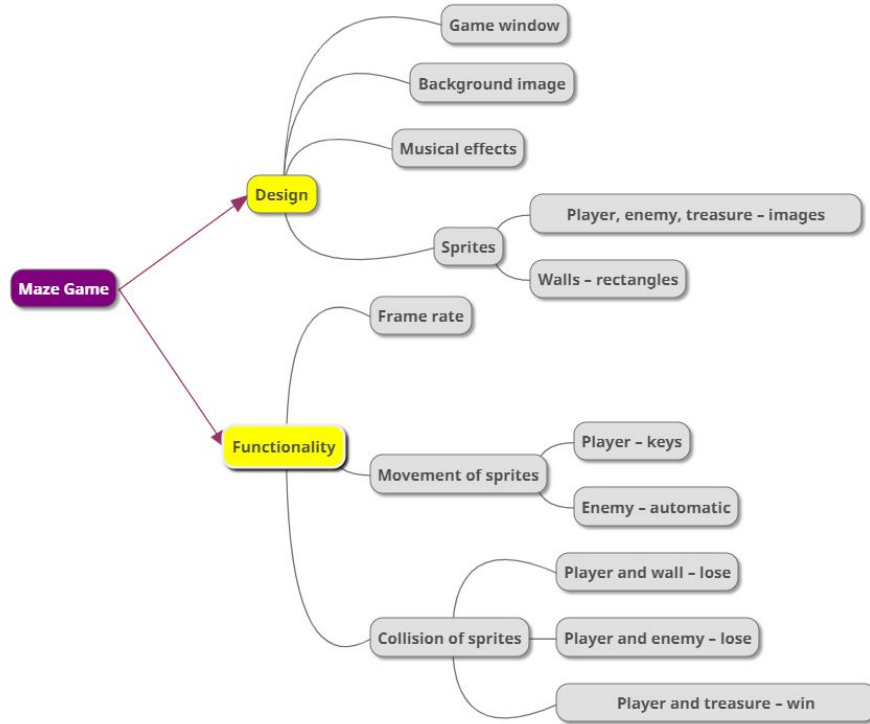 Game window
Background image
Musical effects
Design
Player, enemy, treasure – images
Sprites
Walls – rectangles
Maze Game
Frame rate
Functionality
Player – keys
Movement of sprites
Enemy – automatic
Player and wall – lose
Collision of sprites
Player and enemy – lose
Player and treasure – win